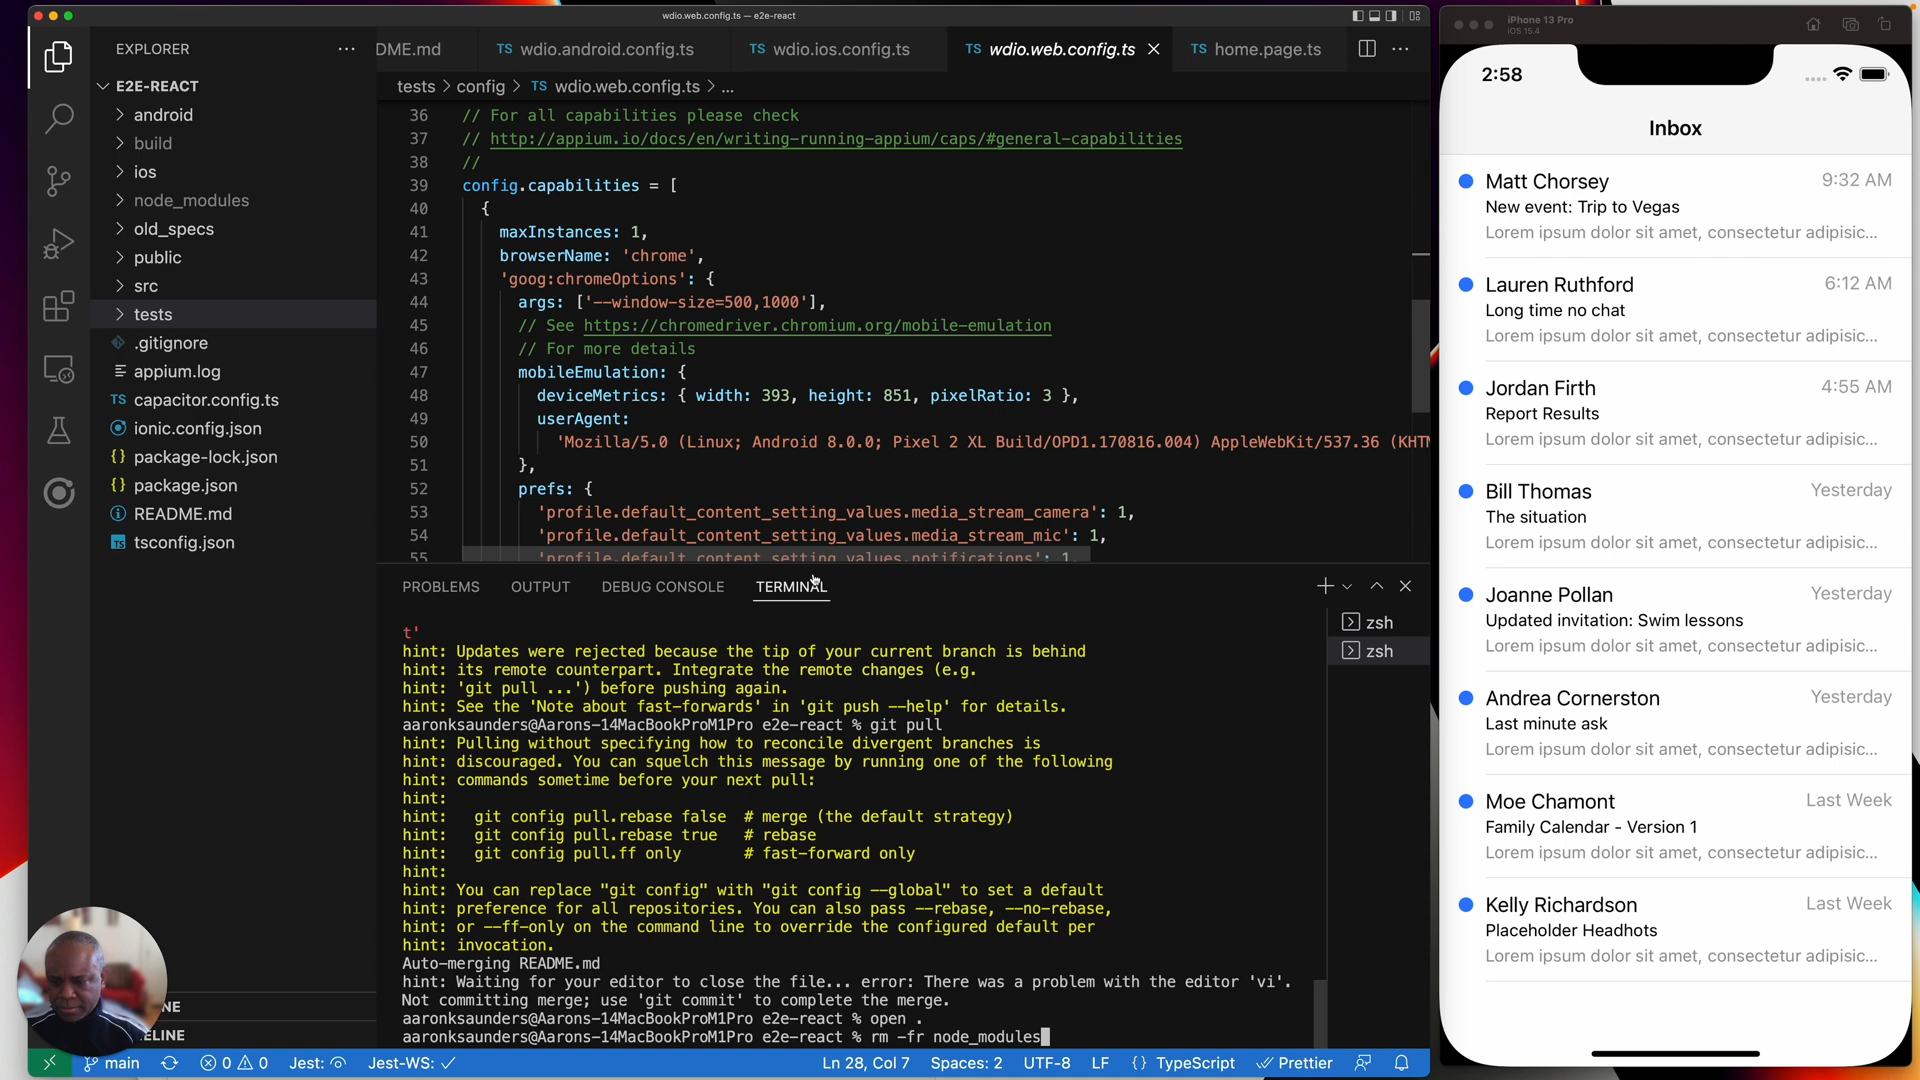 wdio.web.config.ts — e2e-react
EXPLORER
E2E-REACT
android
build
ios
node_modules
old_specs
public
src
tests
.gitignore
appium.log
TS capacitor.config.ts
ionic.config.json
{} package-lock.json
{} package.json
README.md
TS tsconfig.json
DME.md
TS wdio.android.config.ts
TS wdio.ios.config.ts
TS wdio.web.config.ts
TS home.page.ts
tests > config > TS wdio.web.config.ts > ...
36 // For all capabilities please check
37 // http://appium.io/docs/en/writing-running-appium/caps/#general-capabilities
38 //
39 config.capabilities = [
40 {
41 maxInstances: 1,
42 browserName: 'chrome',
43 'goog:chromeOptions': {
44 args: ['--window-size=500,1000'],
45 // See https://chromedriver.chromium.org/mobile-emulation
46 // For more details
47 mobileEmulation: {
48 deviceMetrics: { width: 393, height: 851, pixelRatio: 3 },
49 userAgent:
50 'Mozilla/5.0 (Linux; Android 8.0.0; Pixel 2 XL Build/OPD1.170816.004) AppleWebKit/537.36 (KHTM
51 },
52 prefs: {
53 'profile.default_content_setting_values.media_stream_camera': 1,
54 'profile.default_content_setting_values.media_stream_mic': 1,
55 'profile.default_content_setting_values.notifications': 1,
PROBLEMS
OUTPUT
DEBUG CONSOLE
TERMINAL
zsh
zsh
t'
hint: Updates were rejected because the tip of your current branch is behind
hint: its remote counterpart. Integrate the remote changes (e.g.
hint: 'git pull ...') before pushing again.
hint: See the 'Note about fast-forwards' in 'git push --help' for details.
aaronksaunders@Aarons-14MacBookProM1Pro e2e-react % git pull
hint: Pulling without specifying how to reconcile divergent branches is
hint: discouraged. You can squelch this message by running one of the following
hint: commands sometime before your next pull:
hint:
hint:   git config pull.rebase false  # merge (the default strategy)
hint:   git config pull.rebase true   # rebase
hint:   git config pull.ff only       # fast-forward only
hint:
hint: You can replace "git config" with "git config --global" to set a default
hint: preference for all repositories. You can also pass --rebase, --no-rebase,
hint: or --ff-only on the command line to override the configured default per
hint: invocation.
Auto-merging README.md
hint: Waiting for your editor to close the file... error: There was a problem with the editor 'vi'.
Not committing merge; use 'git commit' to complete the merge.
aaronksaunders@Aarons-14MacBookProM1Pro e2e-react % open .
aaronksaunders@Aarons-14MacBookProM1Pro e2e-react % rm -fr node_modules
NE
ELINE
main
0
0
Jest:
Jest-WS:
Ln 28, Col 7
Spaces: 2
UTF-8
LF
{} TypeScript
Prettier
iPhone 13 Pro
iOS 15.4
2:58
Inbox
Matt Chorsey 9:32 AM
New event: Trip to Vegas
Lorem ipsum dolor sit amet, consectetur adipisic...
Lauren Ruthford 6:12 AM
Long time no chat
Lorem ipsum dolor sit amet, consectetur adipisic...
Jordan Firth 4:55 AM
Report Results
Lorem ipsum dolor sit amet, consectetur adipisic...
Bill Thomas Yesterday
The situation
Lorem ipsum dolor sit amet, consectetur adipisic...
Joanne Pollan Yesterday
Updated invitation: Swim lessons
Lorem ipsum dolor sit amet, consectetur adipisic...
Andrea Cornerston Yesterday
Last minute ask
Lorem ipsum dolor sit amet, consectetur adipisic...
Moe Chamont Last Week
Family Calendar - Version 1
Lorem ipsum dolor sit amet, consectetur adipisic...
Kelly Richardson Last Week
Placeholder Headhots
Lorem ipsum dolor sit amet, consectetur adipisic...